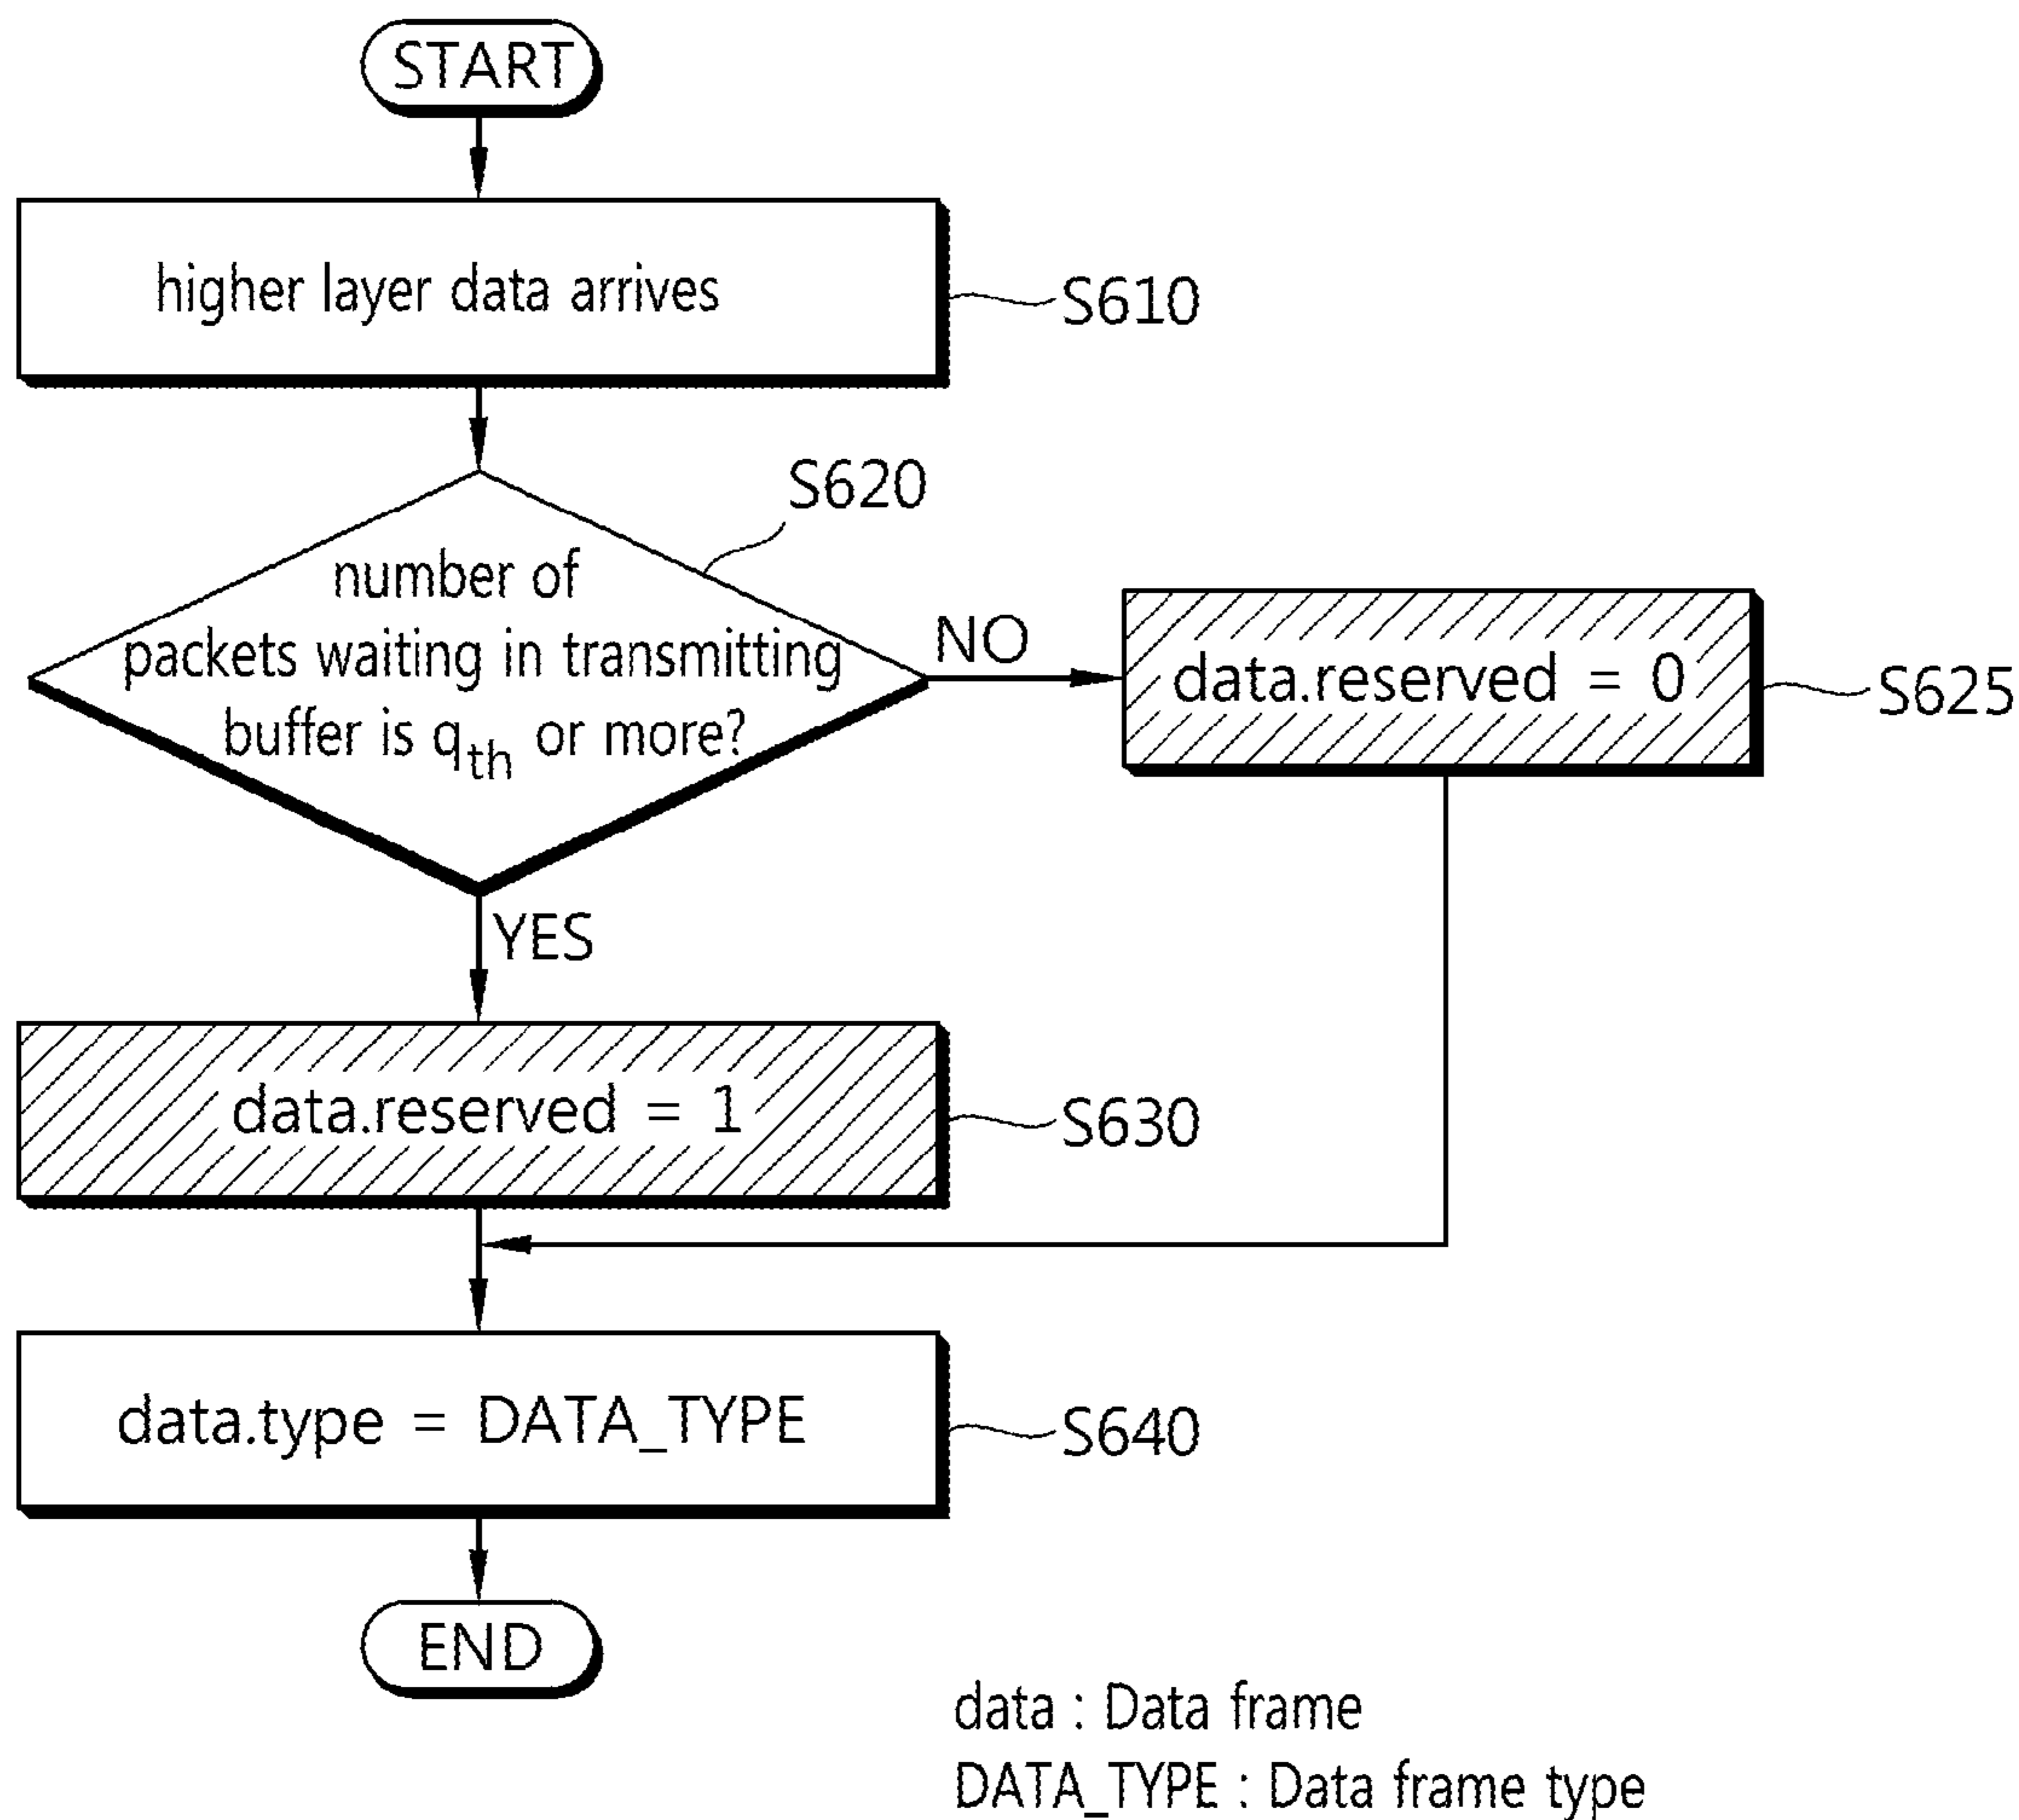 START
higher layer data arrives
S610
S620
number of
packets waiting in transmitting
buffer is qth or more?
NO
data.reserved = 0
S625
YES
data.reserved = 1
S630
data.type = DATA_TYPE
S640
END
data : Data frame
DATA_TYPE : Data frame type